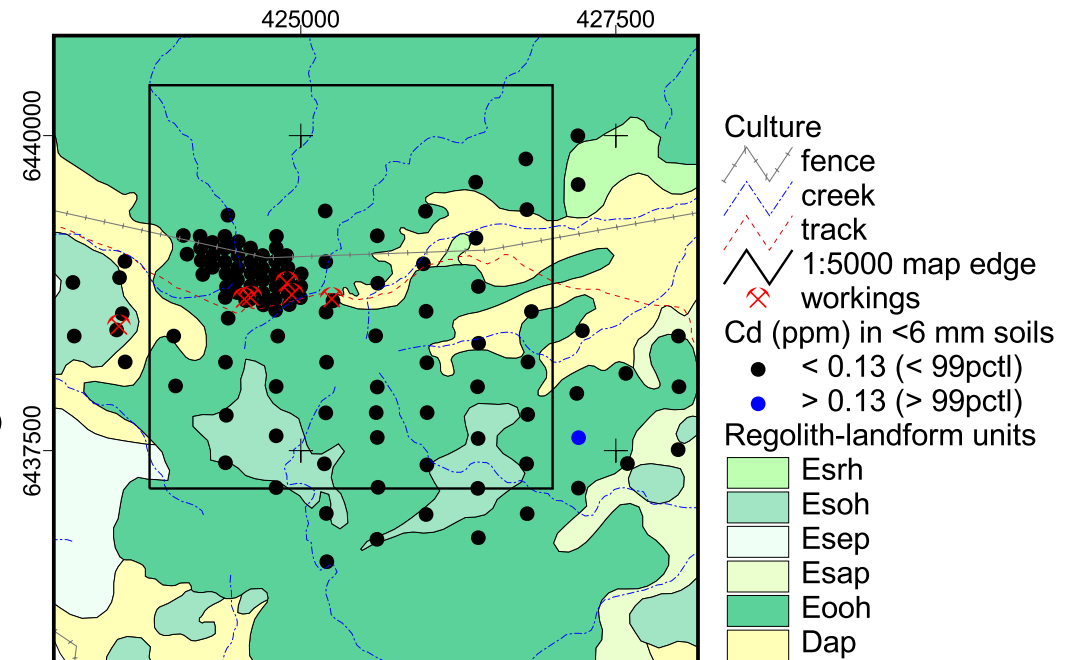 425000 427500
6440000
6437500
Culture
fence
creek
track
1:5000 map edge
workings
Cd (ppm) in <6 mm soils
< 0.13 (< 99pctl)
> 0.13 (> 99pctl)
Regolith-landform units
Esrh
Esoh
Esep
Esap
Eooh
Dap